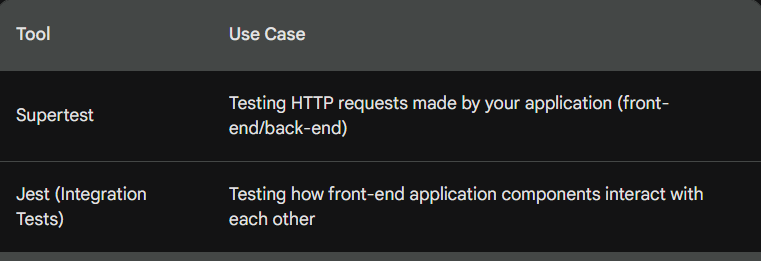 Tool
Use Case
Supertest
Testing HTTP requests made by your application (front-
end/back-end)
Jest (Integration
Tests)
Testing how front-end application components interact with
each other